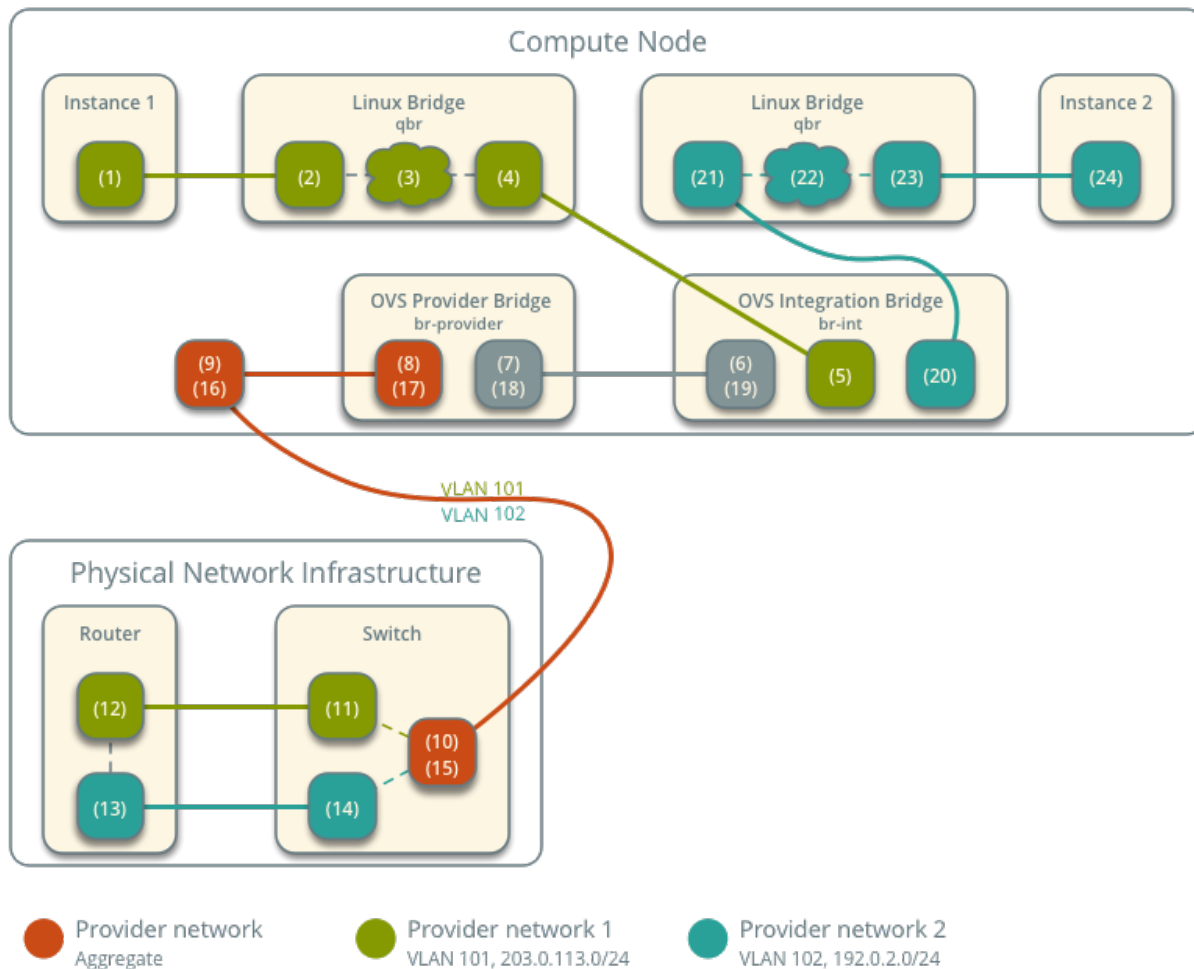 Compute Node
Instance 1
Linux Bridge
qbr
Linux Bridge
qbr
Instance 2
(1)
(2)
(3)
(4)
(21)
(22)
(23)
(24)
OVS Provider Bridge
br-provider
OVS Integration Bridge
br-int
(9)
(16)
(8)
(17)
(7)
(18)
(6)
(19)
(5)
(20)
VLAN 101
VLAN 102
Physical Network Infrastructure
Router
Switch
(12)
(11)
(10)
(15)
(13)
(14)
Provider network
Aggregate
Provider network 1
VLAN 101, 203.0.113.0/24
Provider network 2
VLAN 102, 192.0.2.0/24